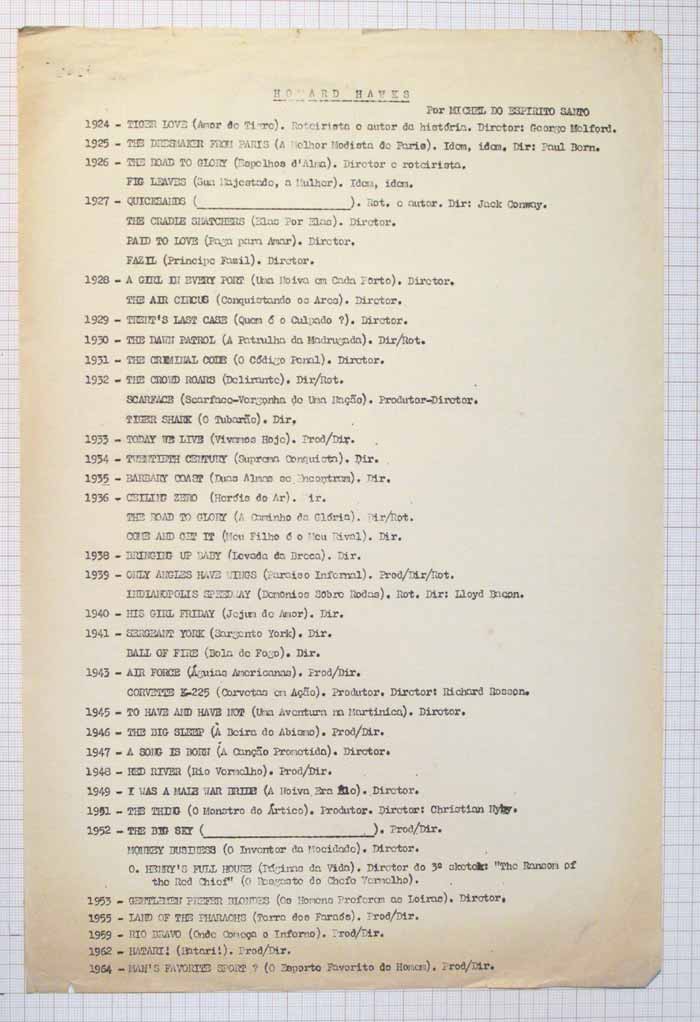 HOWARD HAWKS
Por MICHEL DO ESPIRITO SANTO
1924 - TIGER LOVE (Amor de Tigre). Roteirista e autor da história. Diretor: George Melford.
1925 - THE DRESMAKER FROM PARIS (A Melhor Modista de Paris). Idem, idem. Dir: Paul Bern.
1926 - THE ROAD TO GLORY (Espelhos d'Alma). Diretor e roteirista.
FIG LEAVES (Sua Majestade, a Mulher). Idem, idem.
1927 - QUICKSANDS (                    ). Rot. e autor. Dir: Jack Conway.
THE CRADLE SNATCHERS (Elas Por Elas). Diretor.
PAID TO LOVE (Paga para Amar). Diretor.
FAZIL (Principe Fazil). Diretor.
1928 - A GIRL IN EVERY PORT (Uma Noiva em Cada Pôrto). Diretor.
THE AIR CIRCUS (Conquistando os Ares). Diretor.
1929 - TRENT'S LAST CASE (Quem é o Culpado ?). Diretor.
1930 - THE DAWN PATROL (A Patrulha da Madrugada). Dir/Rot.
1931 - THE CRIMINAL CODE (O Código Penal). Diretor.
1932 - THE CROWD ROARS (Delirante). Dir/Rot.
SCARFACE (Scarface-Vergonha de Uma Nação). Produtor-Diretor.
TIGER SHARK (O Tubarão). Dir.
1933 - TODAY WE LIVE (Vivamos Hoje). Prod/Dir.
1934 - TWENTIETH CENTURY (Suprema Conquista). Dir.
1935 - BARBARY COAST (Duas Almas se Encontram). Dir.
1936 - CEILING ZERO (Heróis do Ar). Dir.
THE ROAD TO GLORY (A Caminho da Glória). Dir/Rot.
COME AND GET IT (Meu Filho é o Meu Rival). Dir.
1938 - BRINGING UP BABY (Levada da Breca). Dir.
1939 - ONLY ANGLES HAVE WINGS (Paraiso Infernal). Prod/Dir/Rot.
INDIANOPOLIS SPEEDWAY (Demônios Sôbre Rodas). Rot. Dir: Lloyd Bacon.
1940 - HIS GIRL FRIDAY (Jejum de Amor). Dir.
1941 - SERGEANT YORK (Sargento York). Dir.
BALL OF FIRE (Bola de Fogo). Dir.
1943 - AIR FORCE (Águias Americanas). Prod/Dir.
CORVETTE K-225 (Corvetas em Ação). Produtor. Diretor: Richard Rosson.
1945 - TO HAVE AND HAVE NOT (Uma Aventura na Martinica). Diretor.
1946 - THE BIG SLEEP (À Beira do Abismo). Prod/Dir.
1947 - A SONG IS BORN (A Canção Prometida). Diretor.
1948 - RED RIVER (Rio Vermelho). Prod/Dir.
1949 - I WAS A MALE WAR BRIDE (A Noiva Era Êle). Diretor.
1951 - THE THING (O Monstro do Ártico). Produtor. Diretor: Christian Nyby.
1952 - THE BIG SKY (                    ). Prod/Dir.
MONKEY BUSINESS (O Inventor da Mocidade). Diretor.
O. HENRY'S FULL HOUSE (Páginas da Vida). Diretor do 3º sketch: "The Ransom of
the Red Chief" (O Resgate do Chefe Vermelho).
1953 - GENTLEMEN PREFER BLONDES (Os Homens Preferem as Loiras). Diretor.
1955 - LAND OF THE PHARAOHS (Terra dos Faraós). Prod/Dir.
1959 - RIO BRAVO (Onde Começa o Inferno). Prod/Dir.
1962 - HATARI! (Hatari!). Prod/Dir.
1964 - MAN'S FAVORITE SPORT ? (O Esporte Favorito do Homem). Prod/Dir.